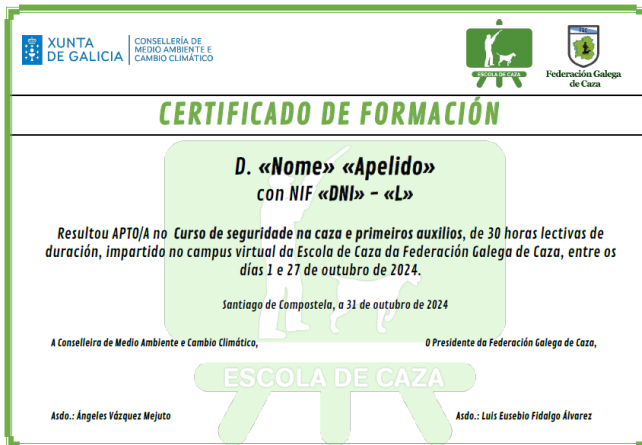 XUNTA
DE GALICIA
CONSELLERÍA DE
MEDIO AMBIENTE E
CAMBIO CLIMÁTICO
ESCOLA DE CAZA
Federación Galega
de Caza
CERTIFICADO DE FORMACIÓN
D. «Nome» «Apelido»
con NIF «DNI» – «L»
Resultou APTO/A no Curso de seguridade na caza e primeiros auxilios, de 30 horas lectivas de
duración, impartido no campus virtual da Escola de Caza da Federación Galega de Caza, entre os
días 1 e 27 de outubro de 2024.
Santiago de Compostela, a 31 de outubro de 2024
A Conselleira de Medio Ambiente e Cambio Climático,
O Presidente da Federación Galega de Caza,
ESCOLA DE CAZA
Asdo.: Ángeles Vázquez Mejuto
Asdo.: Luis Eusebio Fidalgo Álvarez